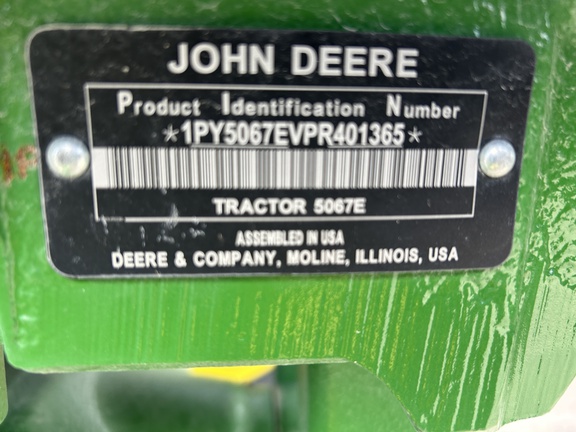 JOHN DEERE
Product Identification Number
*1PY5067EVPR401365*
TRACTOR 5067E
ASSEMBLED IN USA
DEERE & COMPANY, MOLINE, ILLINOIS, USA